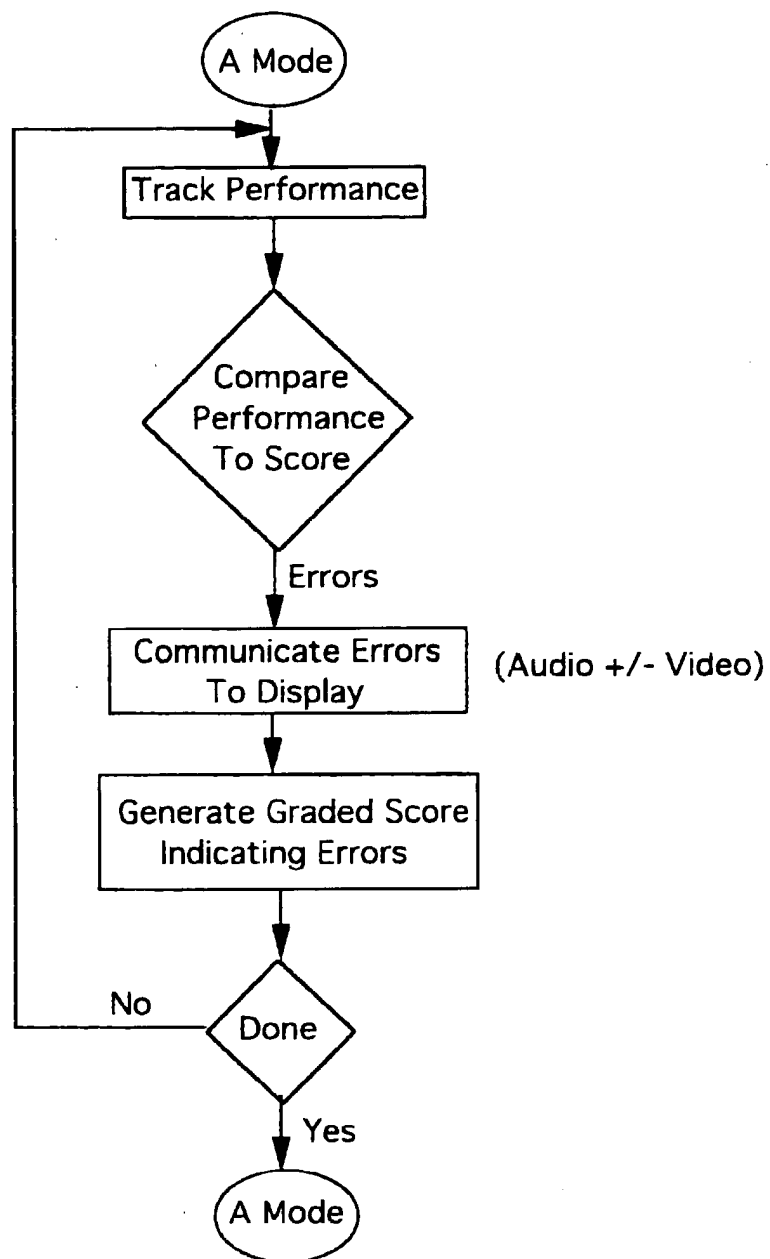 A Mode
Track Performance
Compare
Performance
To Score
Errors
Communicate Errors
To Display
(Audio +/- Video)
Generate Graded Score
Indicating Errors
No
Done
Yes
A Mode